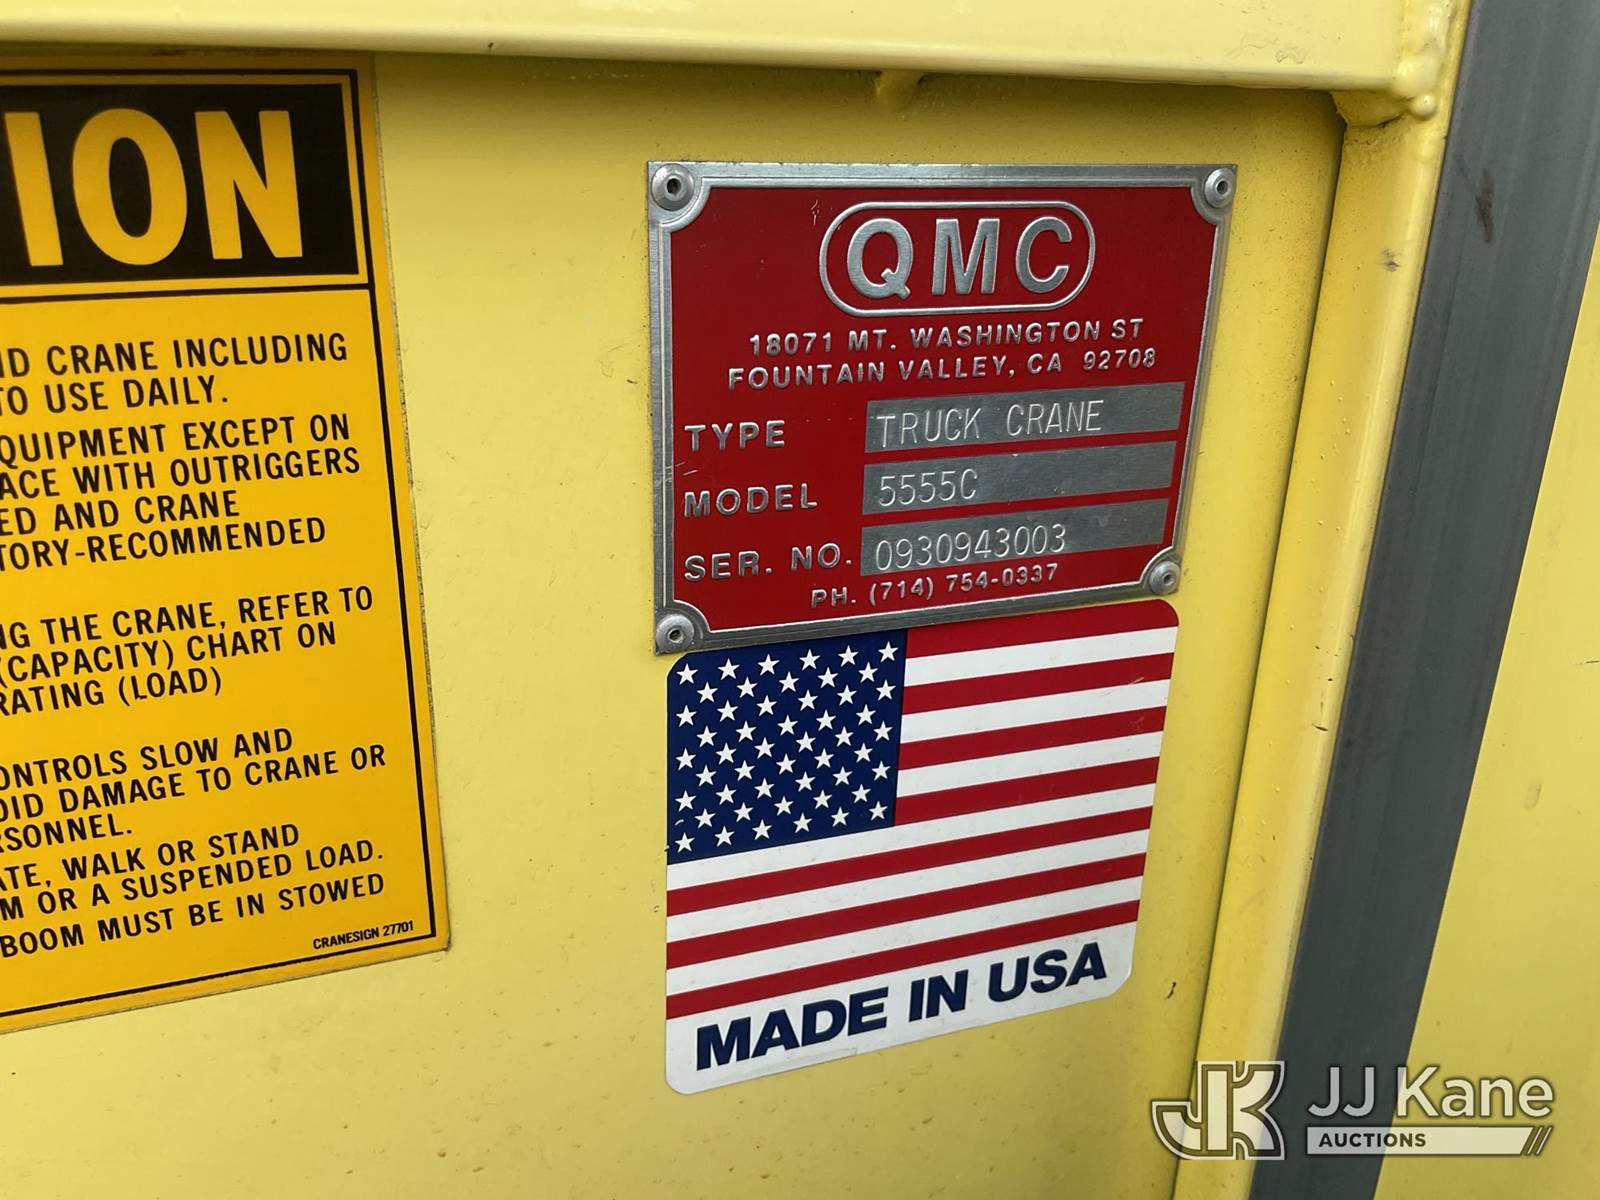 ION
ID CRANE INCLUDING
TO USE DAILY.
QUIPMENT EXCEPT ON
ACE WITH OUTRIGGERS
ED AND CRANE
TORY-RECOMMENDED
NG THE CRANE, REFER TO
(CAPACITY) CHART ON
RATING (LOAD)
ONTROLS SLOW AND
OID DAMAGE TO CRANE OR
RSONNEL.
ATE, WALK OR STAND
M OR A SUSPENDED LOAD.
BOOM MUST BE IN STOWED
CRANESIGN 27701
QMC
18071 MT. WASHINGTON ST
FOUNTAIN VALLEY, CA 92708
TYPE TRUCK CRANE
MODEL 5555C
SER. NO. 0930943003
PH. (714) 754-0337
MADE IN USA
JK JJ Kane
AUCTIONS